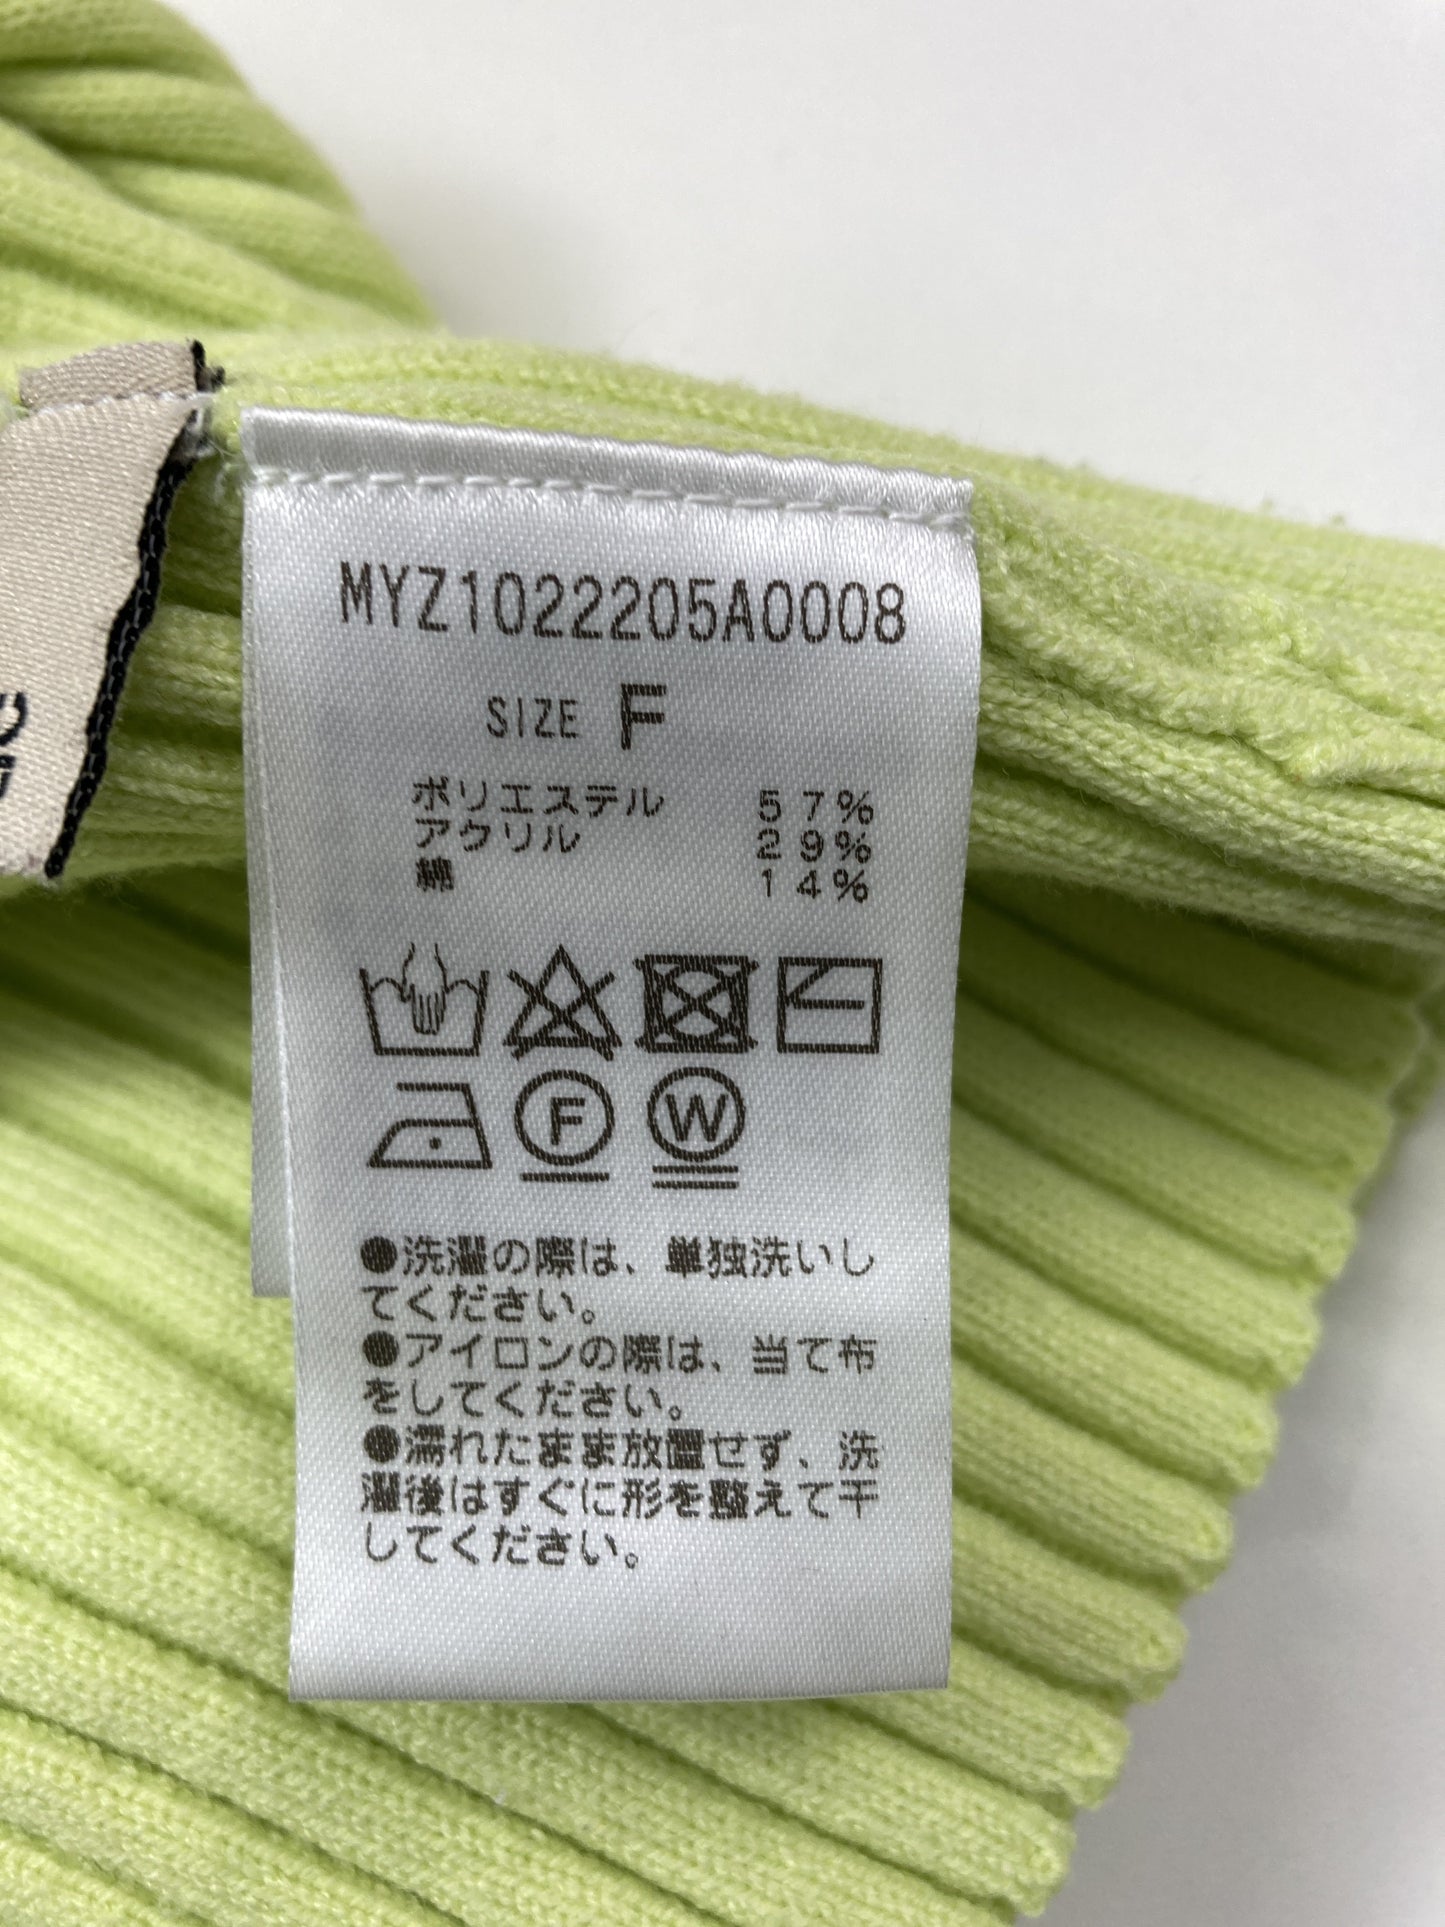 MYZ1022205A0008
SIZE F
ポリエステル 57%
アクリル 29%
綿 14%
F W
●洗濯の際は、単独洗いし
てください。
●アイロンの際は、当て布
をしてください。
●濡れたまま放置せず、洗
濯後はすぐに形を整えて干
してください。